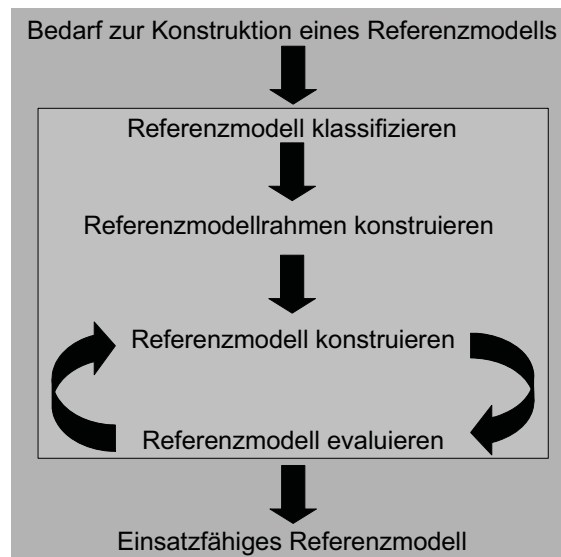 Bedarf zur Konstruktion eines Referenzmodells
Referenzmodell klassifizieren
Referenzmodellrahmen konstruieren
Referenzmodell konstruieren
Referenzmodell evaluieren
Einsatzfähiges Referenzmodell